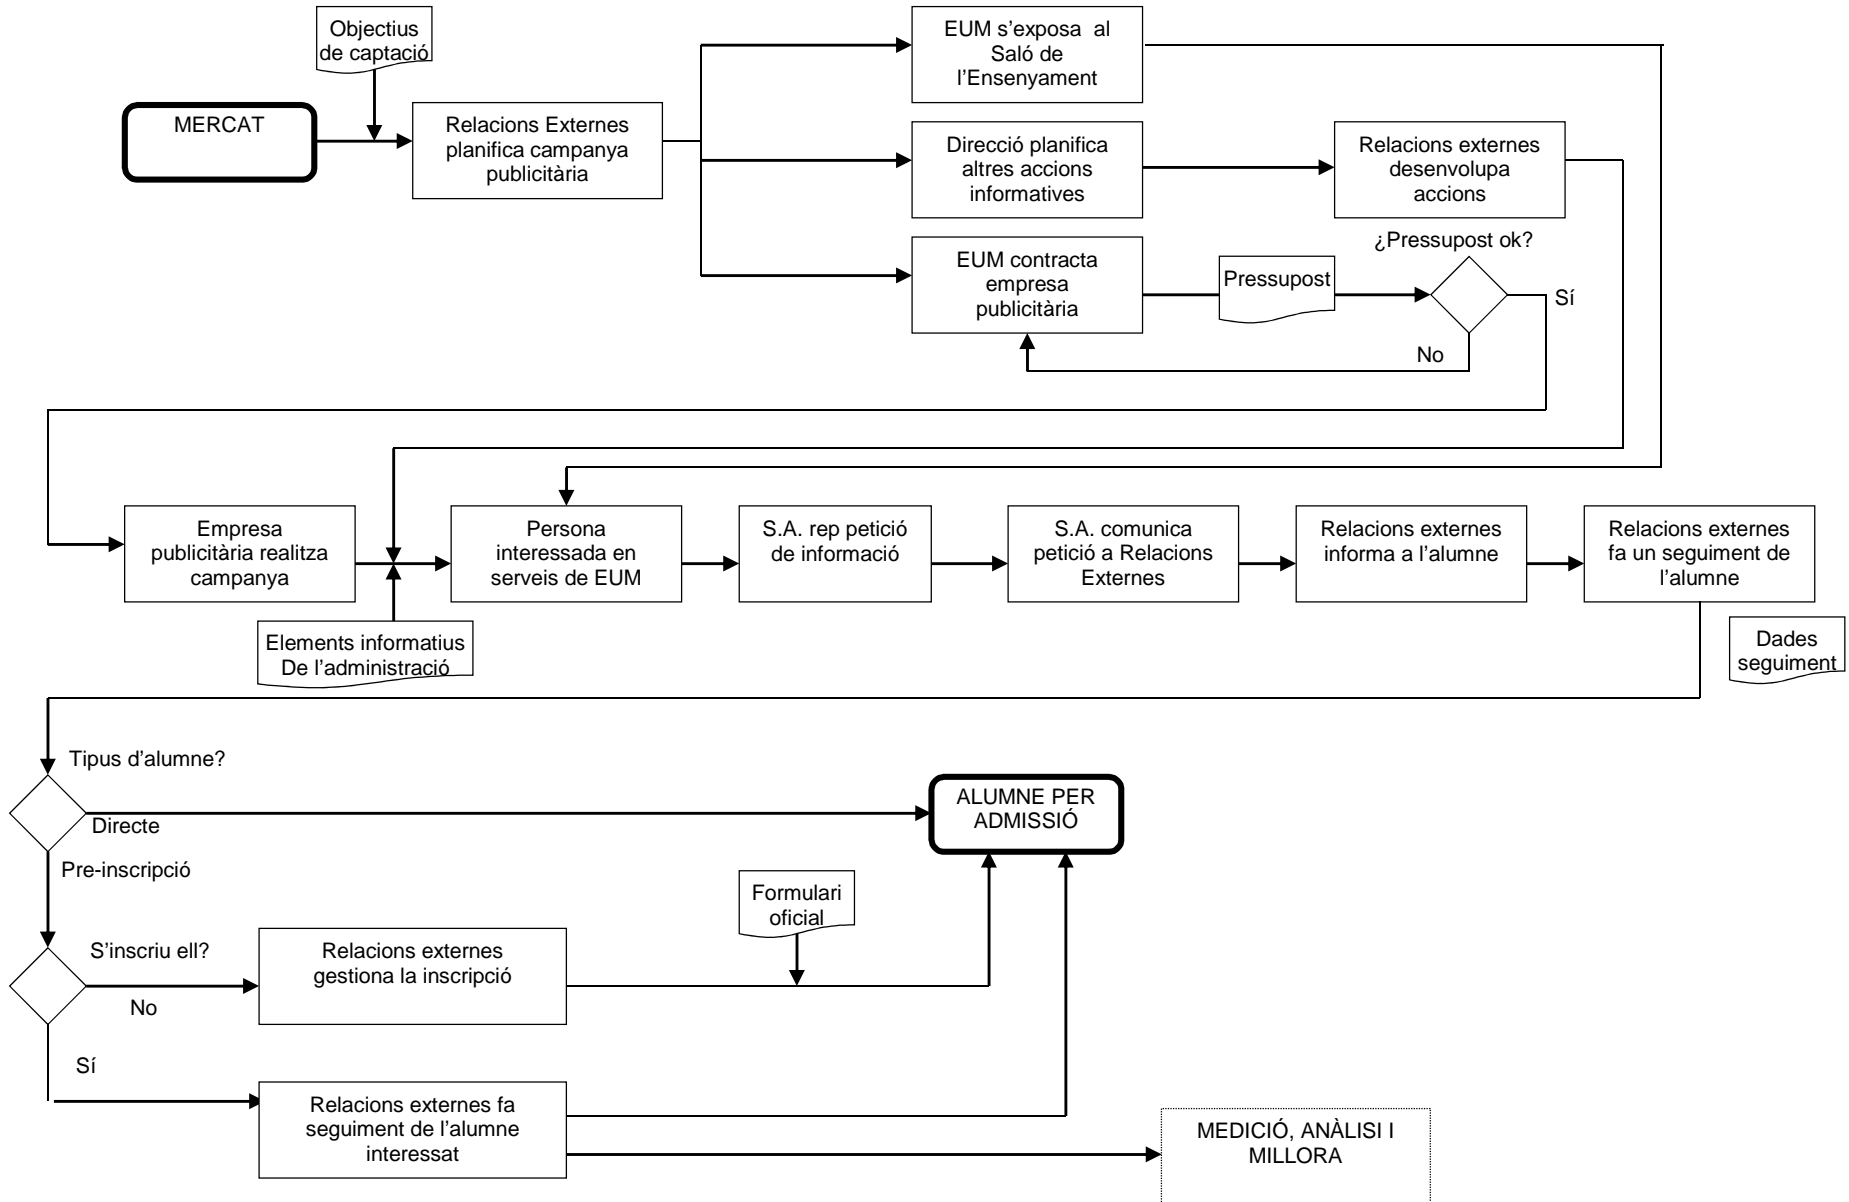 Objectius
de captació
MERCAT
Relacions Externes
planifica campanya
publicitària
EUM s’exposa al
Saló de
l’Ensenyament
Direcció planifica
altres accions
informatives
Relacions externes
desenvolupa
accions
EUM contracta
empresa
publicitària
Pressupost
¿Pressupost ok?
Sí
No
Empresa
publicitària realitza
campanya
Persona
interessada en
serveis de EUM
S.A. rep petició
de informació
S.A. comunica
petició a Relacions
Externes
Relacions externes
informa a l’alumne
Relacions externes
fa un seguiment de
l’alumne
Elements informatius
De l’administració
Dades
seguiment
Tipus d’alumne?
Directe
ALUMNE PER
ADMISSIÓ
Pre-inscripció
S’inscriu ell?
No
Relacions externes
gestiona la inscripció
Formulari
oficial
Sí
Relacions externes fa
seguiment de l’alumne
interessat
MEDICIÓ, ANÀLISI I
MILLORA